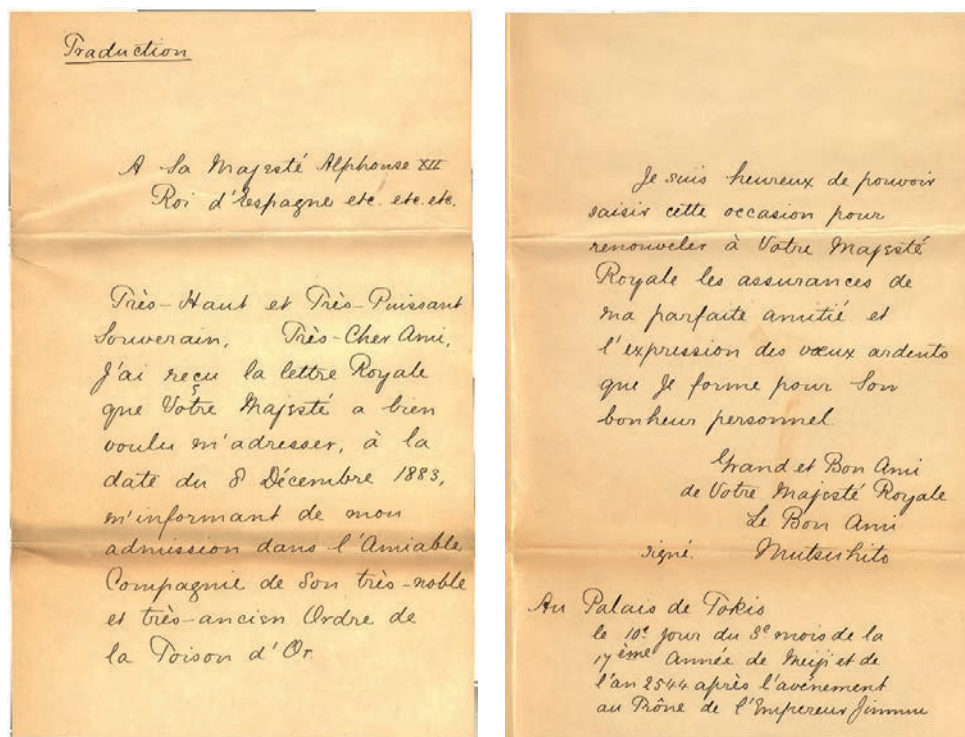 Traduction
A Sa Majesté Alphonse XII
Roi d'Espagne etc. etc. etc.
Très-Haut et Très-Puissant
Souverain, Très-Cher Ami,
J'ai reçu la lettre Royale
que Votre Majesté a bien
voulu m'adresser, à la
date du 8 Décembre 1883,
m'informant de mon
admission dans l'Amiable
Compagnie de Son très-noble
et très-ancien Ordre de
la Toison d'Or.
Je suis heureux de pouvoir
saisir cette occasion pour
renouveler à Votre Majesté
Royale les assurances de
ma parfaite amitié et
l'expression des vœux ardents
que Je forme pour Son
bonheur personnel.
Grand et Bon Ami
de Votre Majesté Royale
Le Bon Ami
signé. Mutsuhito
Au Palais de Tokio
le 10e jour du 3e mois de la
17ème Année de Meiji et de
l'an 2544 après l'avénement
au Trône de l'Empereur Jimmu